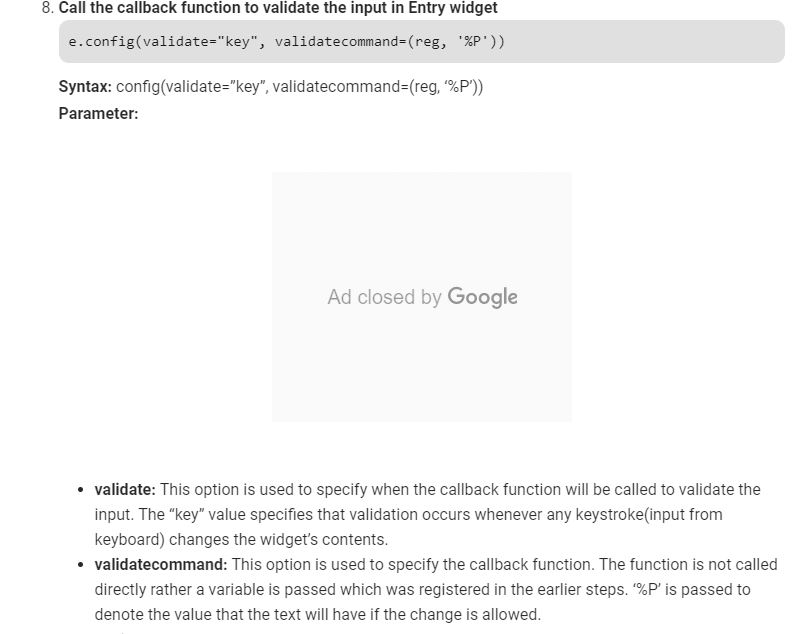 8. Call the callback function to validate the input in Entry widget
e.config(validate="key", validatecommand=(reg, '%P'))
Syntax: config(validate=”key”, validatecommand=(reg, ‘%P’))
Parameter:
Ad closed by Google
• validate: This option is used to specify when the callback function will be called to validate the
input. The “key” value specifies that validation occurs whenever any keystroke(input from
keyboard) changes the widget’s contents.
• validatecommand: This option is used to specify the callback function. The function is not called
directly rather a variable is passed which was registered in the earlier steps. ‘%P’ is passed to
denote the value that the text will have if the change is allowed.